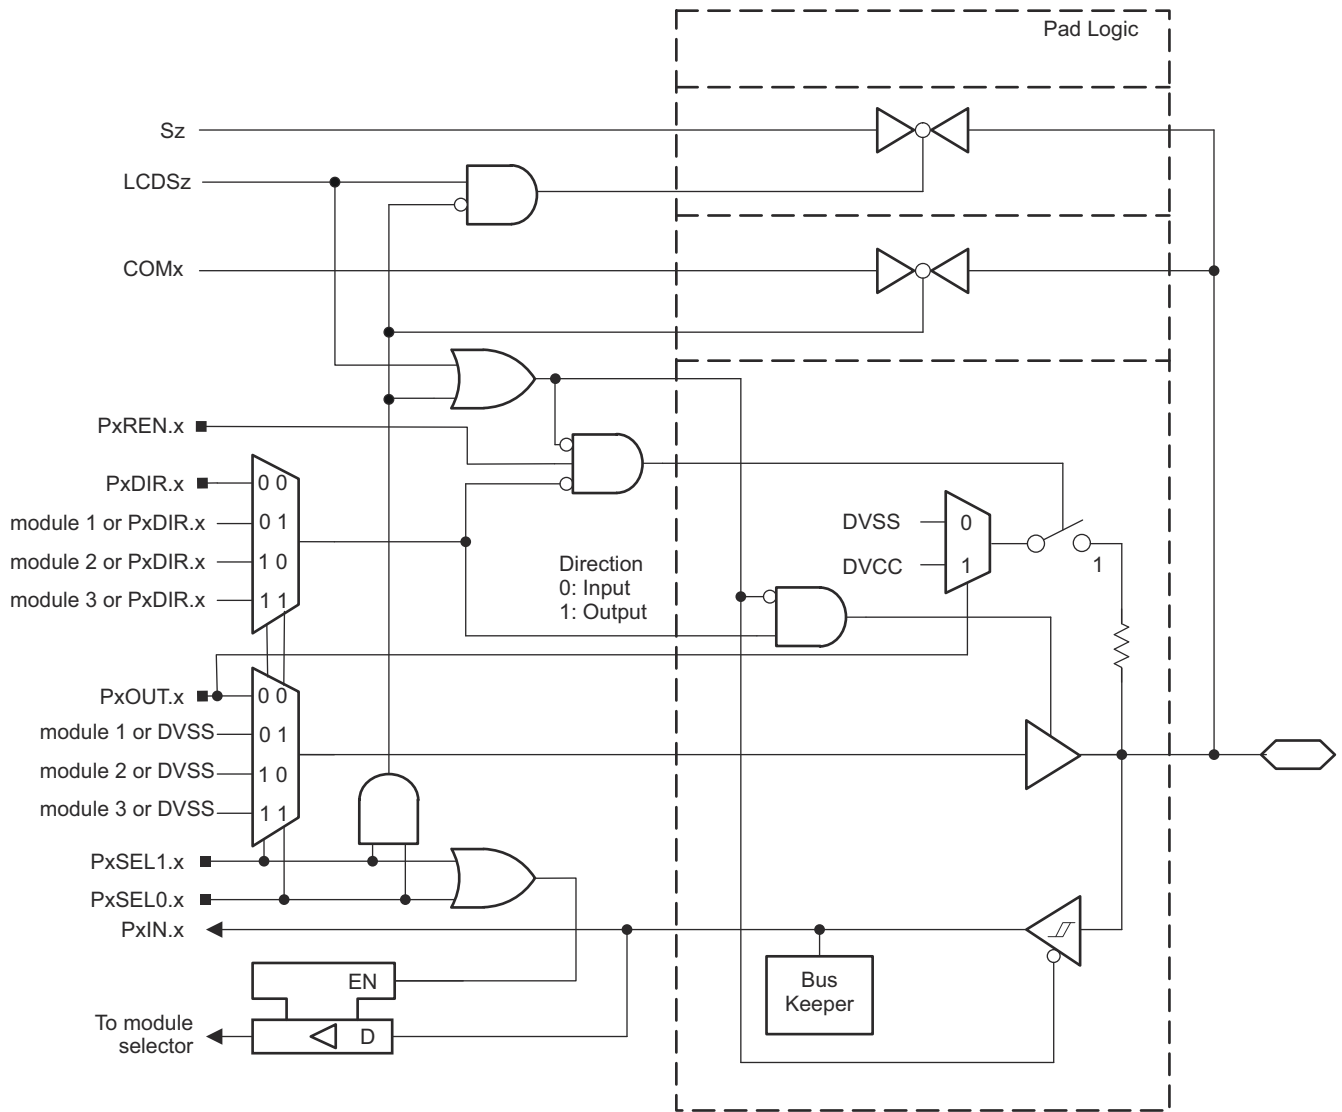 Pad Logic
Sz
LCDSz
COMx
PxREN.x
PxDIR.x
0 0
module 1 or PxDIR.x
0 1
module 2 or PxDIR.x
1 0
module 3 or PxDIR.x
1 1
Direction
0: Input
1: Output
DVSS
0
DVCC
1
1
PxOUT.x
0 0
module 1 or DVSS
0 1
module 2 or DVSS
1 0
module 3 or DVSS
1 1
PxSEL1.x
PxSEL0.x
PxIN.x
EN
D
To module
selector
Bus
Keeper